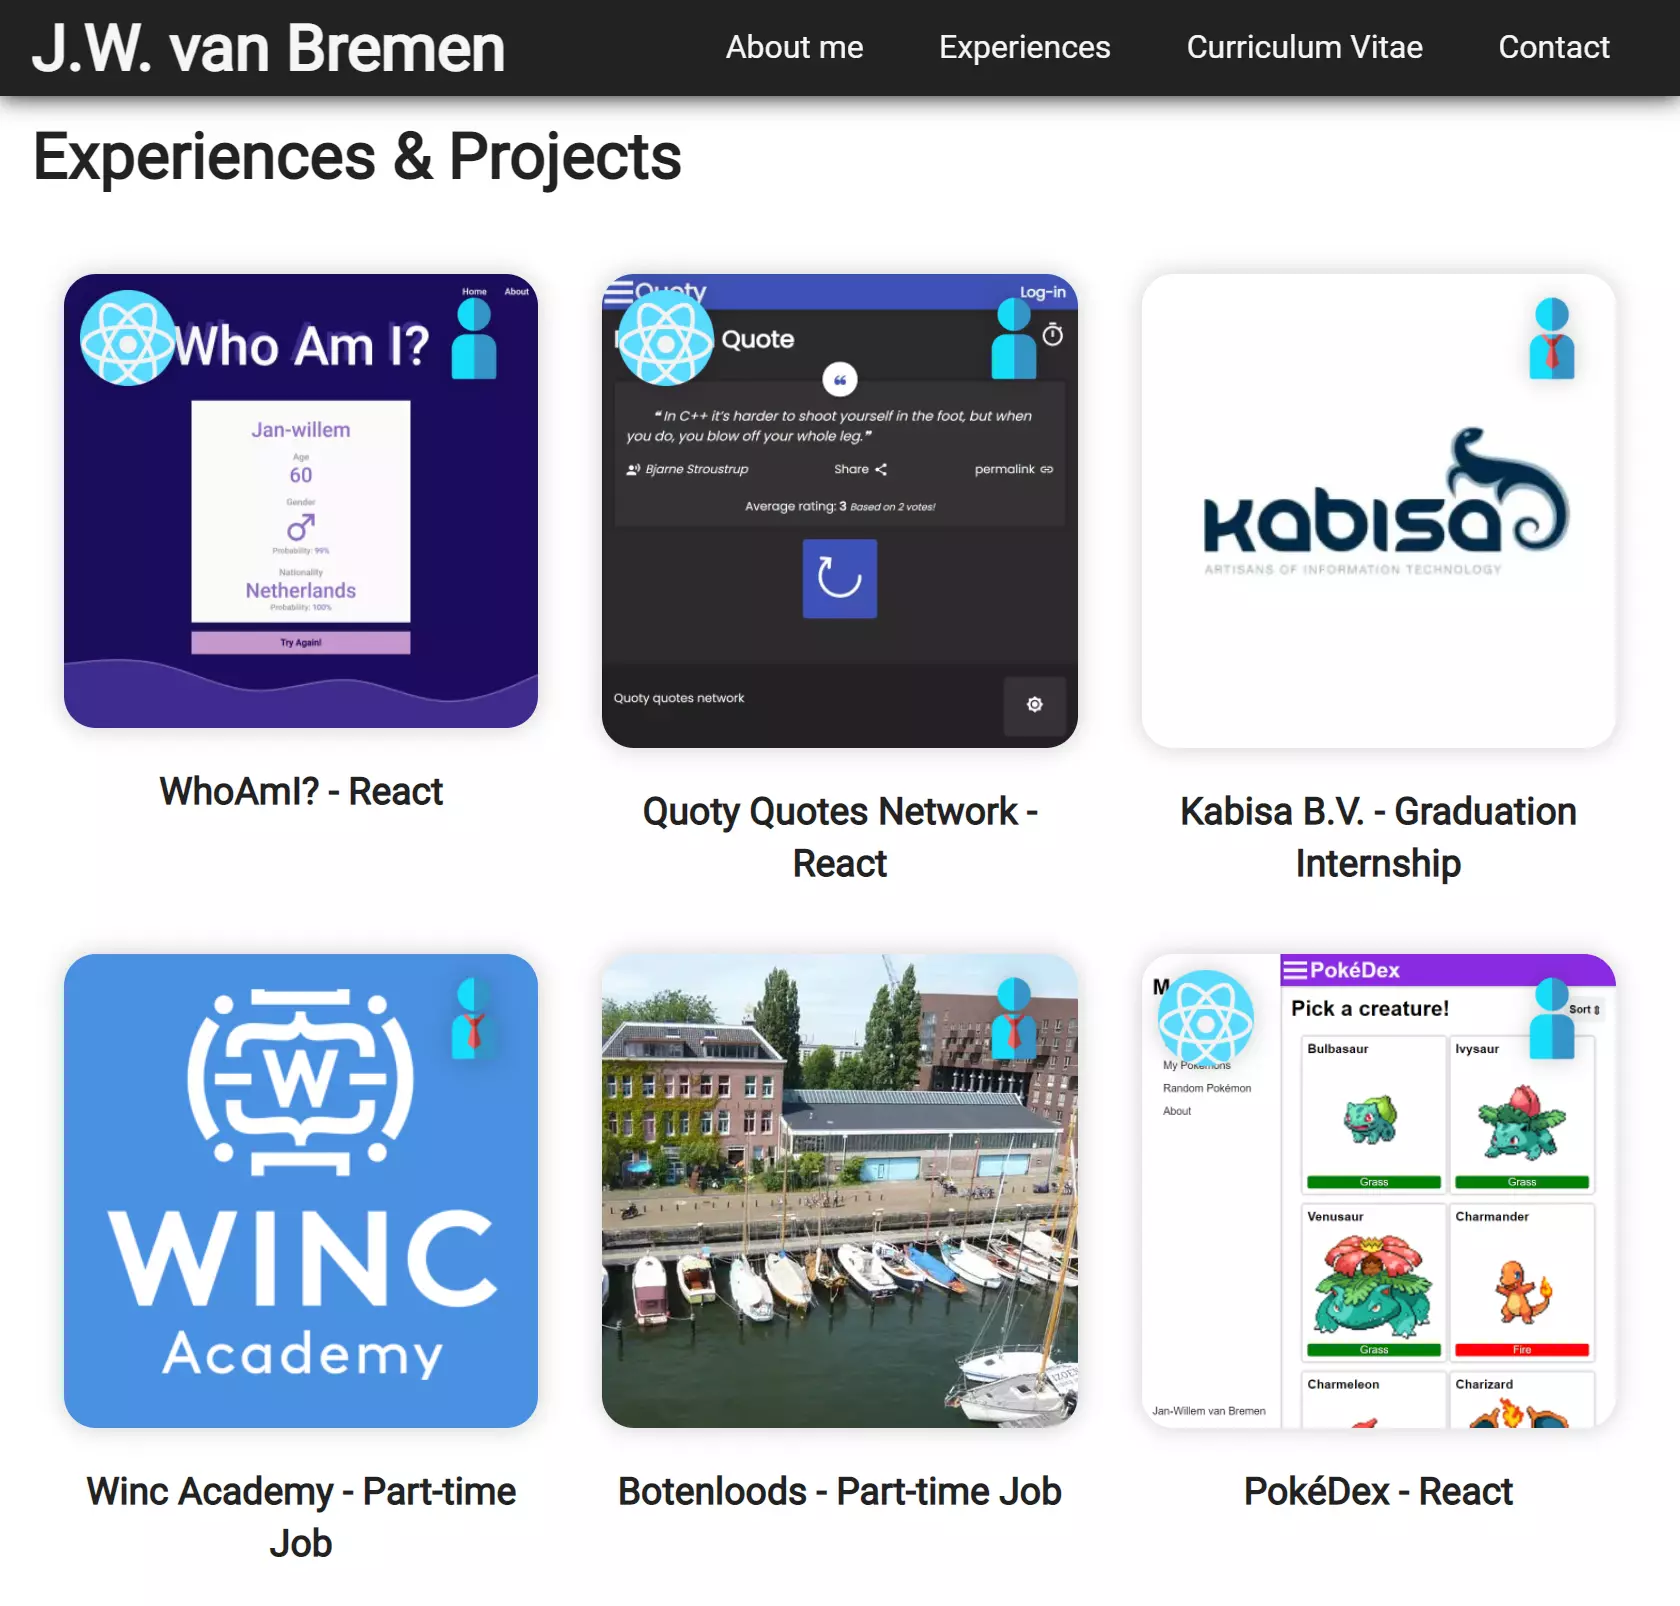 J.W. van Bremen
About me
Experiences
Curriculum Vitae
Contact
Experiences & Projects
Home About
Who Am I?
Jan-willem
Age
60
Gender
Probability: 99%
Nationality
Netherlands
Probability: 100%
Try Again!
WhoAmI? - React
Quoty
Log-in
Quote
❝ In C++ it's harder to shoot yourself in the foot, but when
you do, you blow off your whole leg.❞
Bjarne Stroustrup
Share
permalink
Average rating: 3 Based on 2 votes!
Quoty quotes network
Quoty Quotes Network -
React
kabisa
ARTISANS OF INFORMATION TECHNOLOGY
Kabisa B.V. - Graduation
Internship
W
WINC
Academy
Winc Academy - Part-time
Job
Botenloods - Part-time Job
PokéDex
Pick a creature!
Sort
My Pokémons
Random Pokémon
About
Bulbasaur
Ivysaur
Grass
Grass
Venusaur
Charmander
Grass
Fire
Charmeleon
Charizard
Jan-Willem van Bremen
PokéDex - React